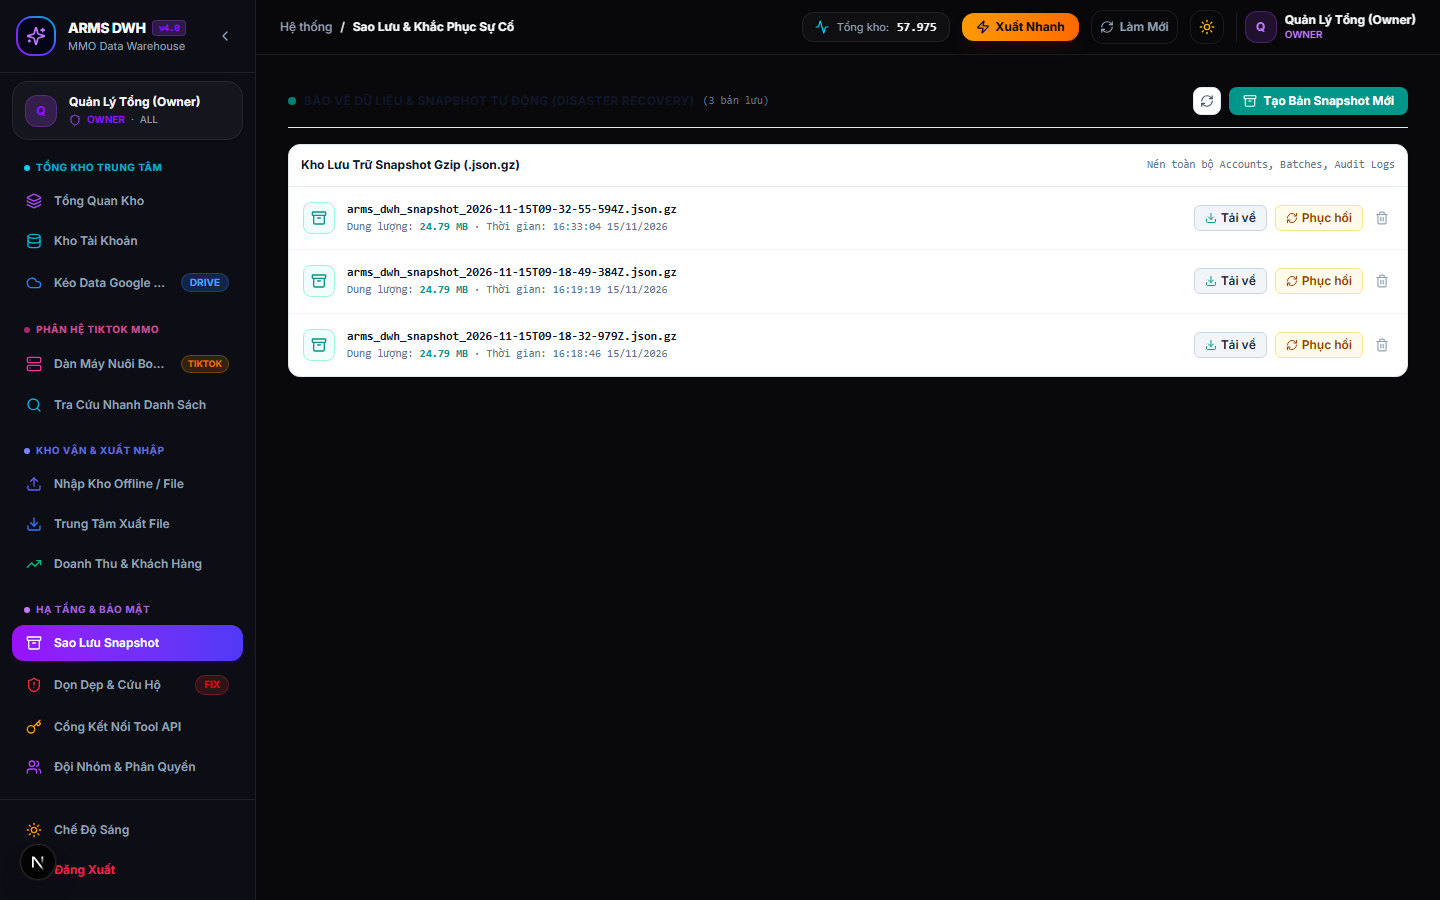 ARMS DWH v4.0
MMO Data Warehouse
Q
Quản Lý Tổng (Owner)
OWNER · ALL
TỔNG KHO TRUNG TÂM
Tổng Quan Kho
Kho Tài Khoản
Kéo Data Google ... DRIVE
PHÂN HỆ TIKTOK MMO
Dàn Máy Nuôi Bo... TIKTOK
Tra Cứu Nhanh Danh Sách
KHO VẬN & XUẤT NHẬP
Nhập Kho Offline / File
Trung Tâm Xuất File
Doanh Thu & Khách Hàng
HẠ TẦNG & BẢO MẬT
Sao Lưu Snapshot
Dọn Dẹp & Cứu Hộ FIX
Cổng Kết Nối Tool API
Đội Nhóm & Phân Quyền
Chế Độ Sáng
N
Đăng Xuất
Hệ thống / Sao Lưu & Khắc Phục Sự Cố
Tổng kho: 57.975
Xuất Nhanh
Làm Mới
Q
Quản Lý Tổng (Owner)
OWNER
BẢO VỆ DỮ LIỆU & SNAPSHOT TỰ ĐỘNG (DISASTER RECOVERY) (3 bản lưu)
Tạo Bản Snapshot Mới
Kho Lưu Trữ Snapshot Gzip (.json.gz)
Nén toàn bộ Accounts, Batches, Audit Logs
arms_dwh_snapshot_2026-11-15T09-32-55-594Z.json.gz
Dung lượng: 24.79 MB · Thời gian: 16:33:04 15/11/2026
Tải về
Phục hồi
arms_dwh_snapshot_2026-11-15T09-18-49-384Z.json.gz
Dung lượng: 24.79 MB · Thời gian: 16:19:19 15/11/2026
Tải về
Phục hồi
arms_dwh_snapshot_2026-11-15T09-18-32-979Z.json.gz
Dung lượng: 24.79 MB · Thời gian: 16:18:46 15/11/2026
Tải về
Phục hồi